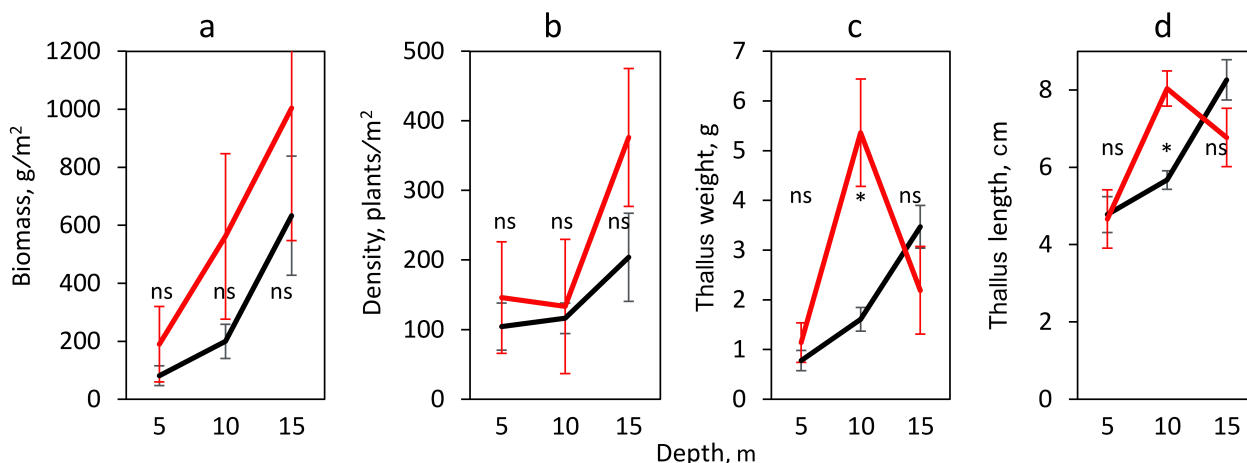 a
Biomass, g/m²
1200
1000
800
600
400
200
0
ns
ns
ns
5
10
15
b
Density, plants/m²
500
400
300
200
100
0
ns
ns
ns
5
10
15
c
Thallus weight, g
7
6
5
4
3
2
1
0
ns
*
ns
5
10
15
d
Thallus length, cm
8
6
4
2
0
ns
*
ns
5
10
15
Depth, m